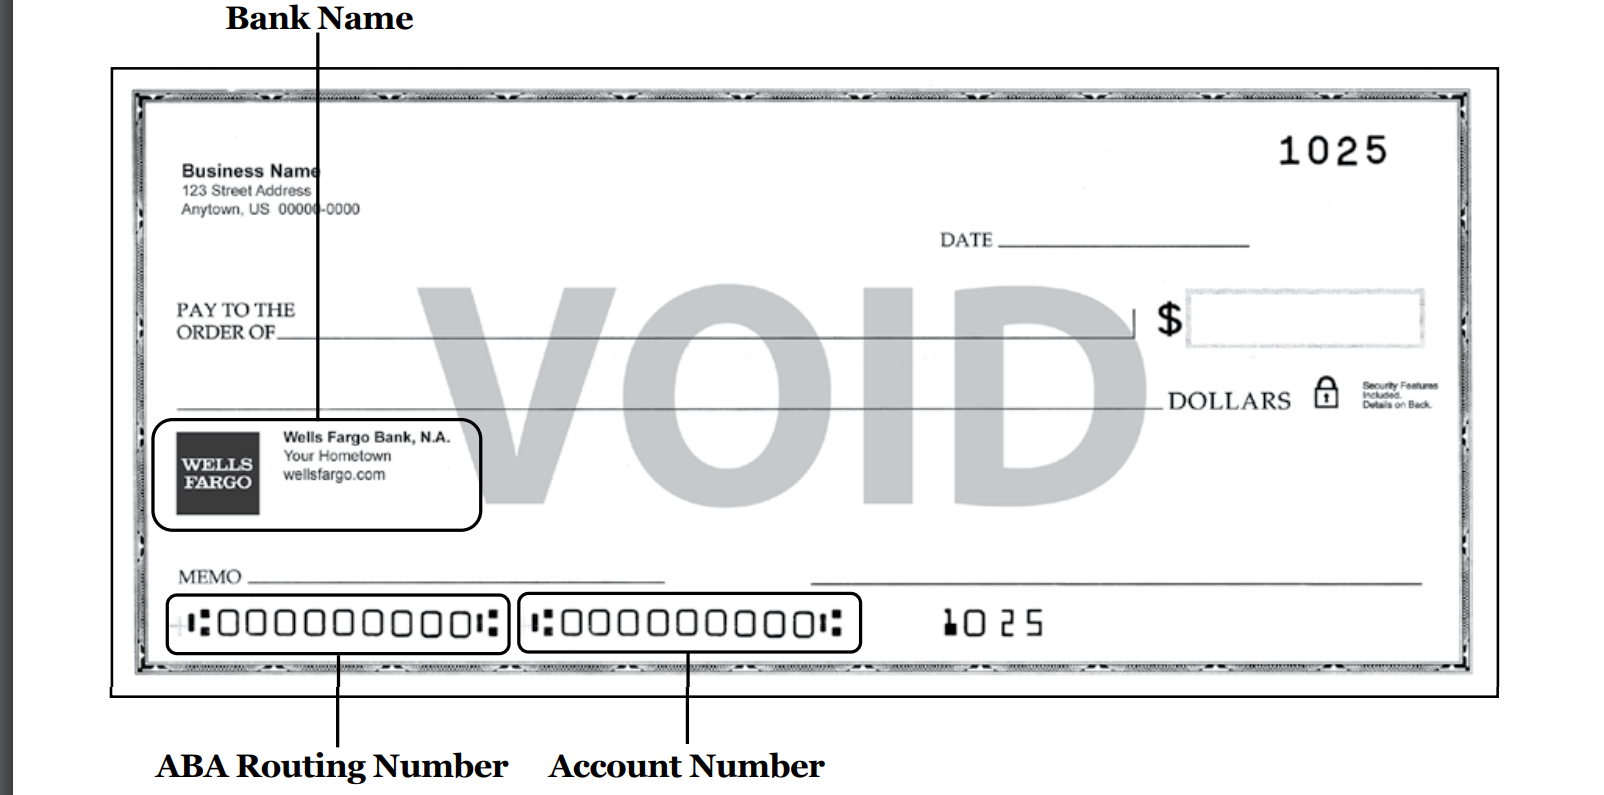 Bank Name
1025
Business Name
123 Street Address
Anytown, US 00000-0000
DATE
PAY TO THE
ORDER OF
$
VOID
DOLLARS
Security Features
Included.
Details on Back.
WELLS
FARGO
Wells Fargo Bank, N.A.
Your Hometown
wellsfargo.com
MEMO
⑆000000000⑆ ⑆000000000⑆ 1025
ABA Routing Number Account Number